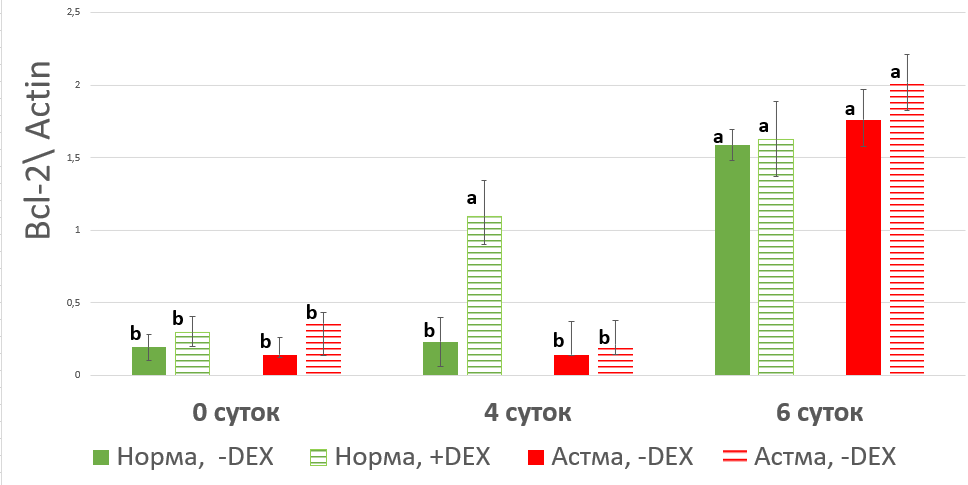 2,5
2
1,5
1
0,5
0
Bcl-2\ Actin
b b b b
b a b b
a a a a
0 суток 4 суток 6 суток
Норма, -DEX Норма, +DEX Астма, -DEX Астма, -DEX